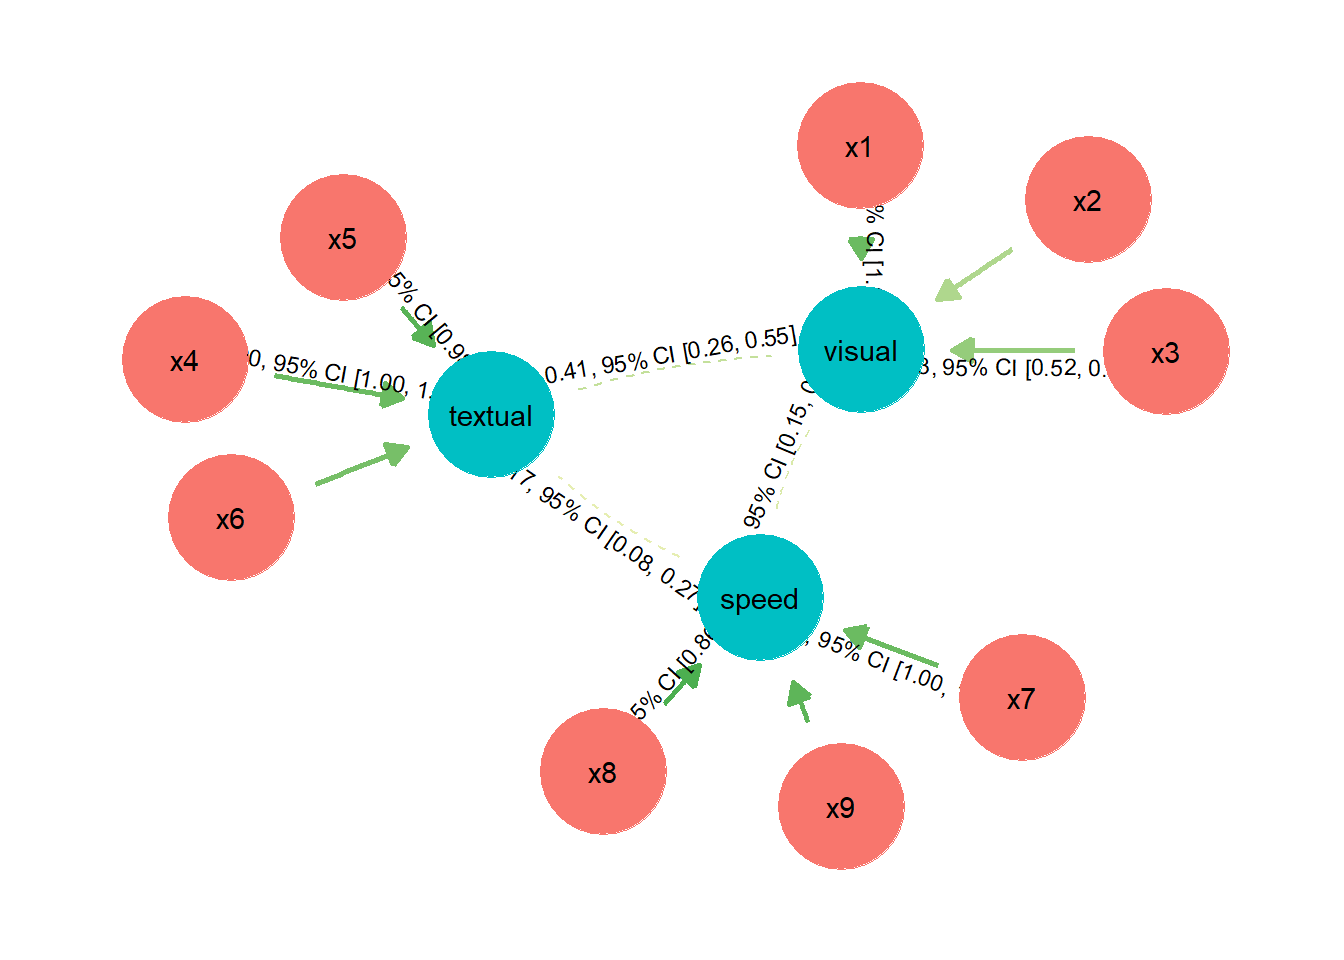 x1
x2
x5
% CI [1.
5% CI [0.9
0.41, 95% CI [0.26, 0.55]
visual
x3
x4
0, 95% CI [1.00, 1.
3, 95% CI [0.52, 0.
textual
95% CI [0.15,
17, 95% CI [0.08, 0.27]
x6
speed
5% CI [0.8
, 95% CI [1.00,
x7
x8
x9